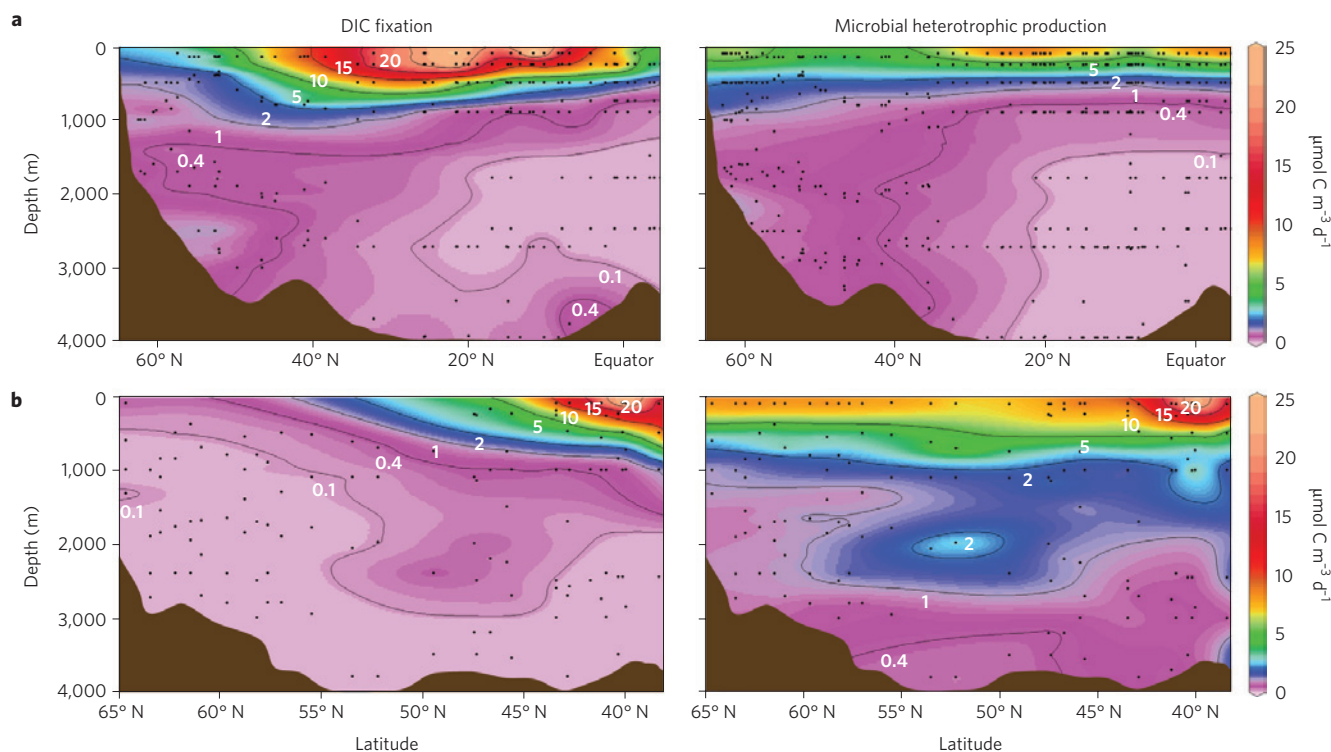 a
DIC fixation
Microbial heterotrophic production
0
1,000
2,000
3,000
4,000
Depth (m)
20
15
10
5
2
1
0.4
0.1
0.4
60° N
40° N
20° N
Equator
5
2
1
0.4
0.1
60° N
40° N
20° N
Equator
25
20
15
10
5
0
μmol C m⁻³ d⁻¹
b
0
1,000
2,000
3,000
4,000
Depth (m)
20
15
10
5
2
1
0.4
0.1
0.1
65° N
60° N
55° N
50° N
45° N
40° N
Latitude
20
15
10
5
2
2
1
0.4
65° N
60° N
55° N
50° N
45° N
40° N
Latitude
25
20
15
10
5
0
μmol C m⁻³ d⁻¹